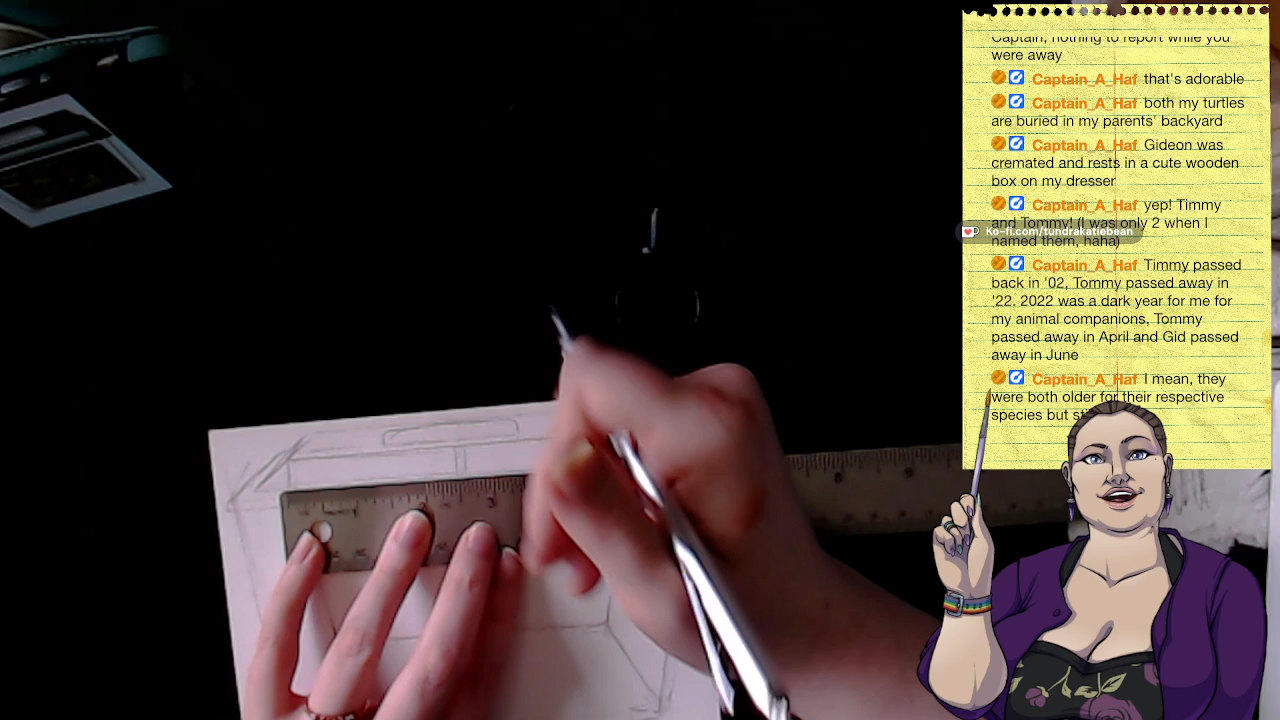 Captain, nothing to report while you
were away
Captain_A_Haf that's adorable
Captain_A_Haf both my turtles
are buried in my parents' backyard
Captain_A_Haf Gideon was
cremated and rests in a cute wooden
box on my dresser
Captain_A_Haf yep! Timmy
and Tommy! (I was only 2 when I
Ko-fi.com/tundrakatiebean
named them, haha)
Captain_A_Haf Timmy passed
back in '02, Tommy passed away in
'22. 2022 was a dark year for me for
my animal companions, Tommy
passed away in April and Gid passed
away in June
Captain_A_Haf I mean, they
were both older for their respective
species but